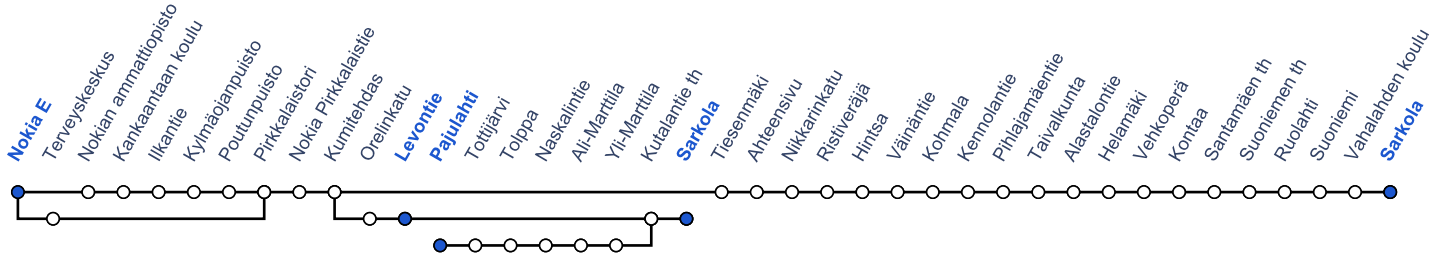 Nokia E
Terveyskeskus
Nokian ammattiopisto
Kankaantaan koulu
Ilkantie
Kylmäojanpuisto
Poutunpuisto
Pirkkalaistori
Nokia Pirkkalaistie
Kumitehdas
Orelinkatu
Levontie
Pajulahti
Tottijärvi
Tolppa
Naskalintie
Ali-Marttila
Yli-Marttila
Kutalantie th
Sarkola
Tiesenmäki
Ahteensivu
Nikkarinkatu
Ristiveräjä
Hintsa
Väinäntie
Kohmala
Kennolantie
Pihlajamäentie
Taivalkunta
Alastalontie
Helamäki
Vehkoperä
Kontaa
Santamäen th
Suoniemen th
Ruolahti
Suoniemi
Vahalahden koulu
Sarkola